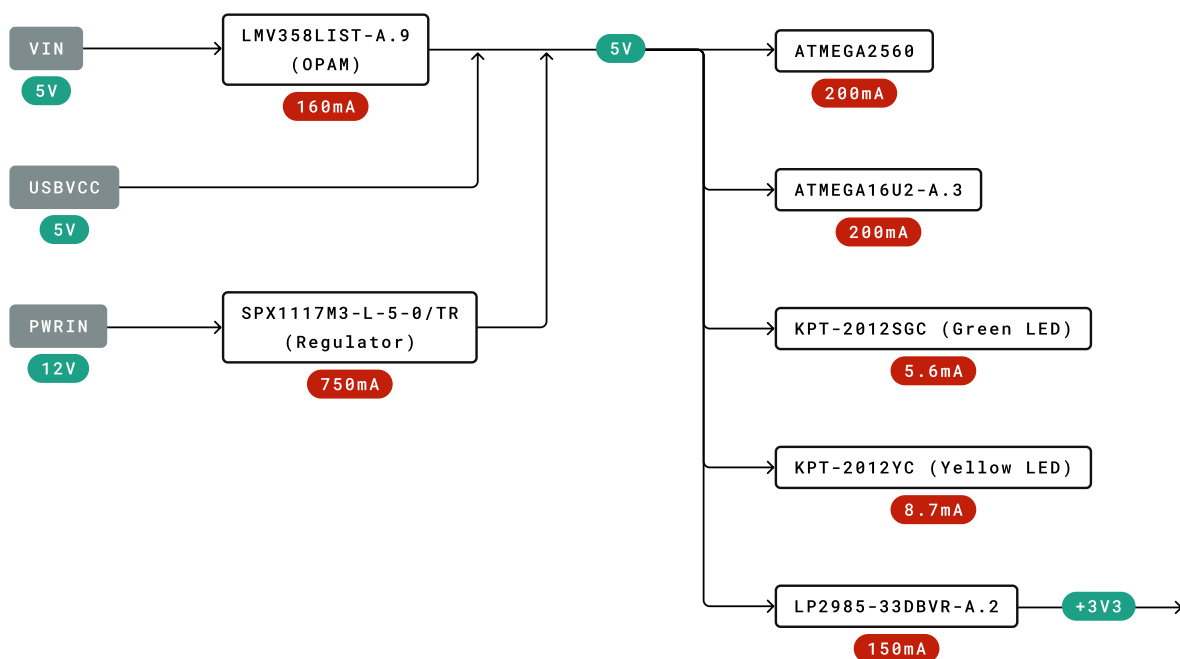 VIN
5V
LMV358LIST-A.9
(OPAM)
160mA
USBVCC
5V
PWRIN
12V
SPX1117M3-L-5-0/TR
(Regulator)
750mA
5V
ATMEGA2560
200mA
ATMEGA16U2-A.3
200mA
KPT-2012SGC (Green LED)
5.6mA
KPT-2012YC (Yellow LED)
8.7mA
LP2985-33DBVR-A.2
150mA
+3V3